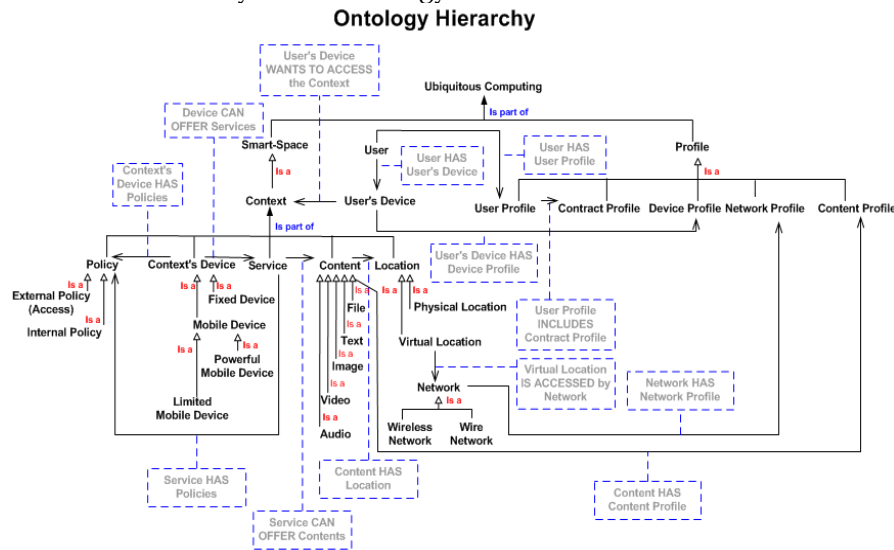 Ontology Hierarchy
User's Device
WANTS TO ACCESS
the Context
Ubiquitous Computing
Is part of
Device CAN
OFFER Services
Smart-Space
User
User HAS
User's Device
User HAS
User Profile
Profile
Is a
Is a
Context's
Device HAS
Policies
Context
User's Device
User Profile
Contract Profile
Device Profile
Network Profile
Content Profile
Is part of
User's Device HAS
Device Profile
Policy
Context's Device
Service
Content
Location
Is a
Is a
Is a
Is a
Is a
Is a
External Policy
(Access)
Fixed Device
File
Physical Location
Is a
Internal Policy
Mobile Device
Is a
Text
Virtual Location
User Profile
INCLUDES
Contract Profile
Is a
Is a
Powerful
Mobile Device
Is a
Image
Virtual Location
IS ACCESSED by
Network
Network HAS
Network Profile
Network
Is a
Is a
Limited
Mobile Device
Video
Is a
Audio
Wireless
Network
Wire
Network
Service HAS
Policies
Content HAS
Location
Content HAS
Content Profile
Service CAN
OFFER Contents